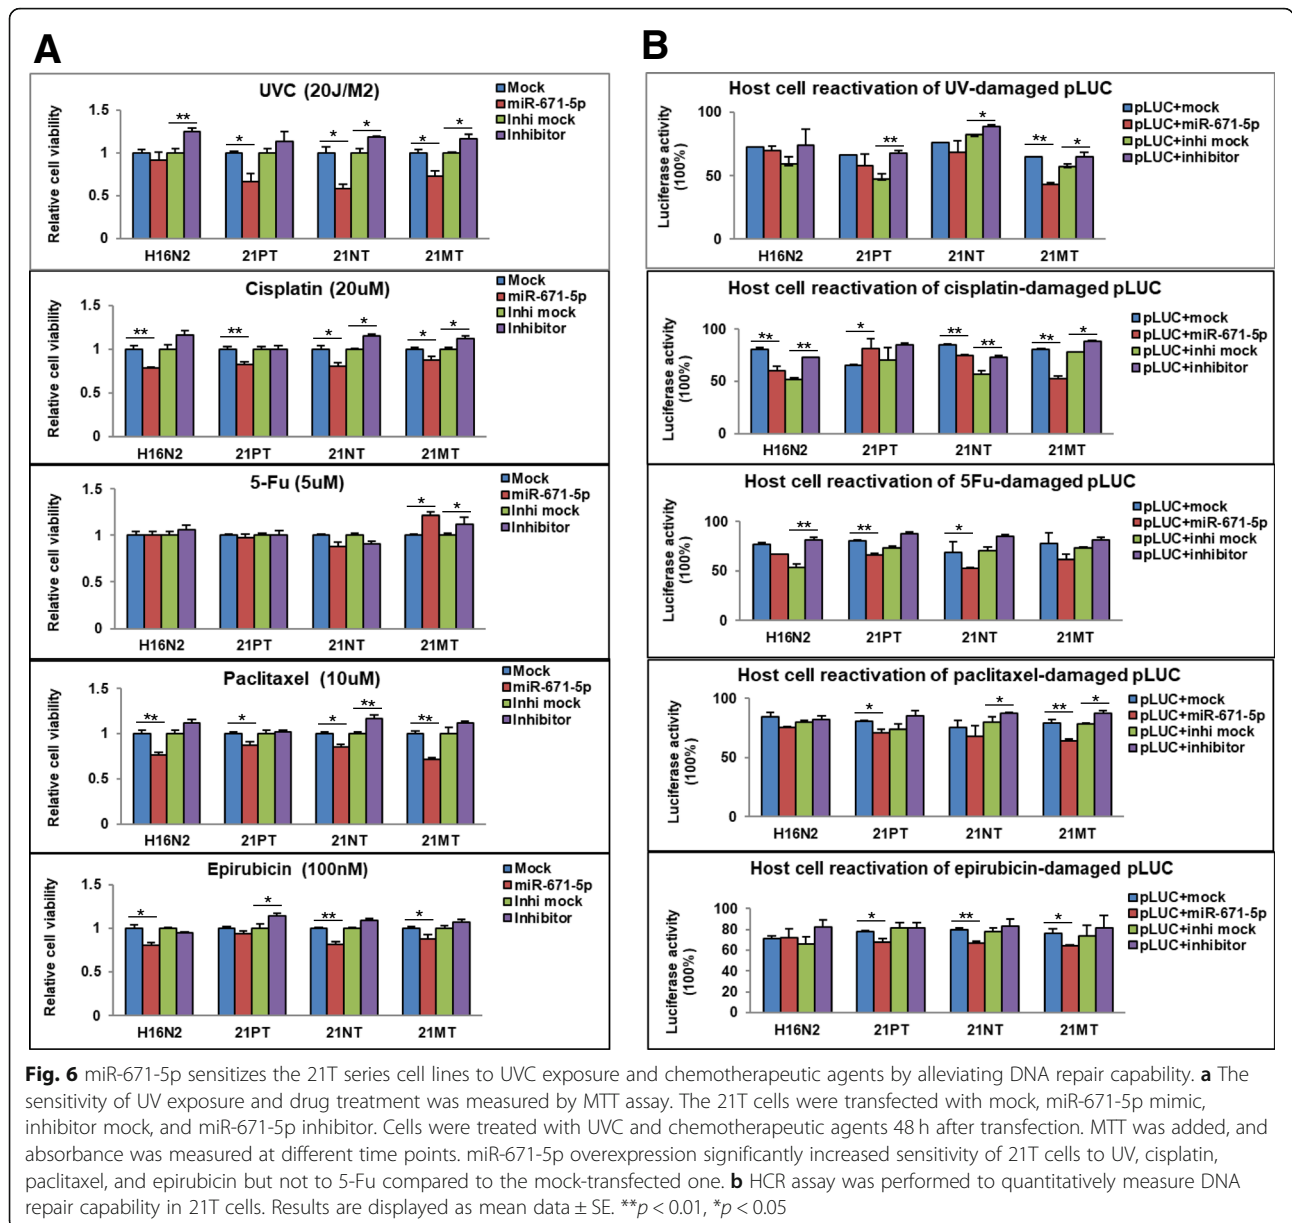 A
UVC (20J/M2)
Mock
miR-671-5p
Inhi mock
Inhibitor
Relative cell viability
1.5
1
0.5
0
** * * * * *
H16N2 21PT 21NT 21MT
Cisplatin (20uM)
Mock
miR-671-5p
Inhi mock
Inhibitor
Relative cell viability
1.5
1
0.5
0
** ** * * * *
H16N2 21PT 21NT 21MT
5-Fu (5uM)
Mock
miR-671-5p
Inhi mock
Inhibitor
Relative cell viability
1.5
1
0.5
0
* *
H16N2 21PT 21NT 21MT
Paclitaxel (10uM)
Mock
miR-671-5p
Inhi mock
Inhibitor
Relative cell viability
1.5
1
0.5
0
** * * ** **
H16N2 21PT 21NT 21MT
Epirubicin (100nM)
Mock
miR-671-5p
Inhi mock
Inhibitor
Relative cell viability
1.5
1
0.5
0
* * ** *
H16N2 21PT 21NT 21MT
B
Host cell reactivation of UV-damaged pLUC
pLUC+mock
pLUC+miR-671-5p
pLUC+inhi mock
pLUC+inhibitor
Luciferase activity
(100%)
100
50
0
** * ** *
H16N2 21PT 21NT 21MT
Host cell reactivation of cisplatin-damaged pLUC
pLUC+mock
pLUC+miR-671-5p
pLUC+inhi mock
pLUC+inhibitor
Luciferase activity
(100%)
100
50
0
** ** * ** ** ** *
H16N2 21PT 21NT 21MT
Host cell reactivation of 5Fu-damaged pLUC
pLUC+mock
pLUC+miR-671-5p
pLUC+inhi mock
pLUC+inhibitor
Luciferase activity
(100%)
100
50
0
** ** *
H16N2 21PT 21NT 21MT
Host cell reactivation of paclitaxel-damaged pLUC
pLUC+mock
pLUC+miR-671-5p
pLUC+inhi mock
pLUC+inhibitor
Luciferase activity
(100%)
100
50
0
* * ** *
H16N2 21PT 21NT 21MT
Host cell reactivation of epirubicin-damaged pLUC
pLUC+mock
pLUC+miR-671-5p
pLUC+inhi mock
pLUC+inhibitor
Luciferase activity
(100%)
100
80
60
40
20
0
* ** *
H16N2 21PT 21NT 21MT
Fig. 6 miR-671-5p sensitizes the 21T series cell lines to UVC exposure and chemotherapeutic agents by alleviating DNA repair capability. a The
sensitivity of UV exposure and drug treatment was measured by MTT assay. The 21T cells were transfected with mock, miR-671-5p mimic,
inhibitor mock, and miR-671-5p inhibitor. Cells were treated with UVC and chemotherapeutic agents 48 h after transfection. MTT was added, and
absorbance was measured at different time points. miR-671-5p overexpression significantly increased sensitivity of 21T cells to UV, cisplatin,
paclitaxel, and epirubicin but not to 5-Fu compared to the mock-transfected one. b HCR assay was performed to quantitatively measure DNA
repair capability in 21T cells. Results are displayed as mean data ± SE. **p < 0.01, *p < 0.05